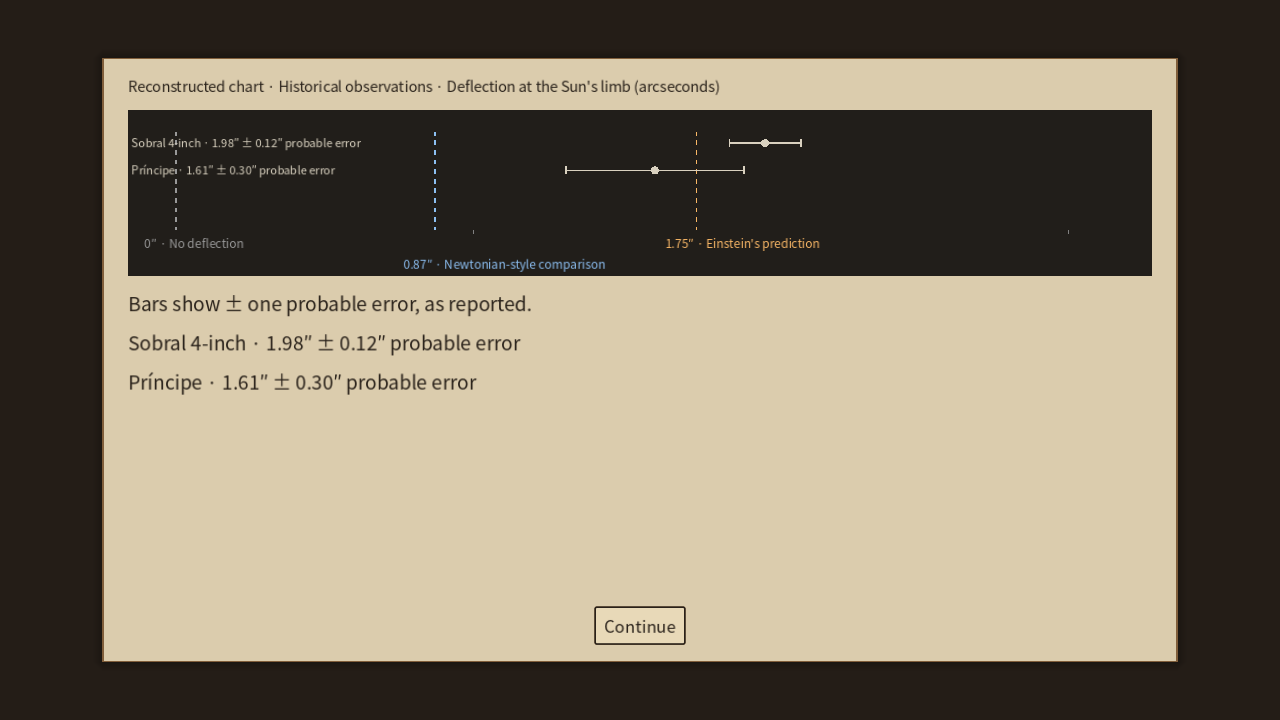 Reconstructed chart · Historical observations · Deflection at the Sun's limb (arcseconds)
Sobral 4-inch · 1.98″ ± 0.12″ probable error
Príncipe · 1.61″ ± 0.30″ probable error
0″ · No deflection
1.75″ · Einstein's prediction
0.87″ · Newtonian-style comparison
Bars show ± one probable error, as reported.
Sobral 4-inch · 1.98″ ± 0.12″ probable error
Príncipe · 1.61″ ± 0.30″ probable error
Continue